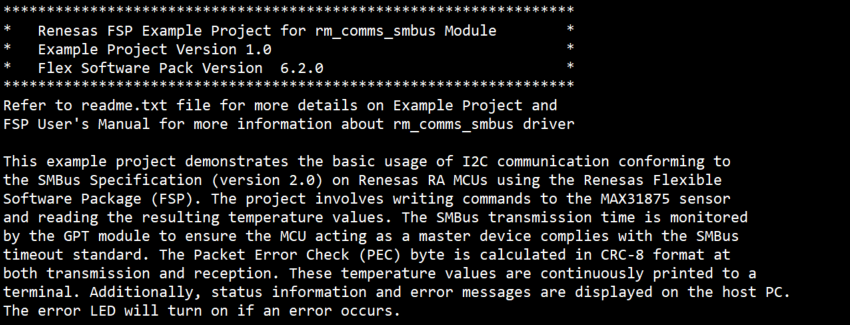 ******************************************************************
*   Renesas FSP Example Project for rm_comms_smbus Module        *
*   Example Project Version 1.0                                  *
*   Flex Software Pack Version  6.2.0                            *
******************************************************************
Refer to readme.txt file for more details on Example Project and
FSP User's Manual for more information about rm_comms_smbus driver

This example project demonstrates the basic usage of I2C communication conforming to
the SMBus Specification (version 2.0) on Renesas RA MCUs using the Renesas Flexible
Software Package (FSP). The project involves writing commands to the MAX31875 sensor
and reading the resulting temperature values. The SMBus transmission time is monitored
by the GPT module to ensure the MCU acting as a master device complies with the SMBus
timeout standard. The Packet Error Check (PEC) byte is calculated in CRC-8 format at
both transmission and reception. These temperature values are continuously printed to a
terminal. Additionally, status information and error messages are displayed on the host PC.
The error LED will turn on if an error occurs.